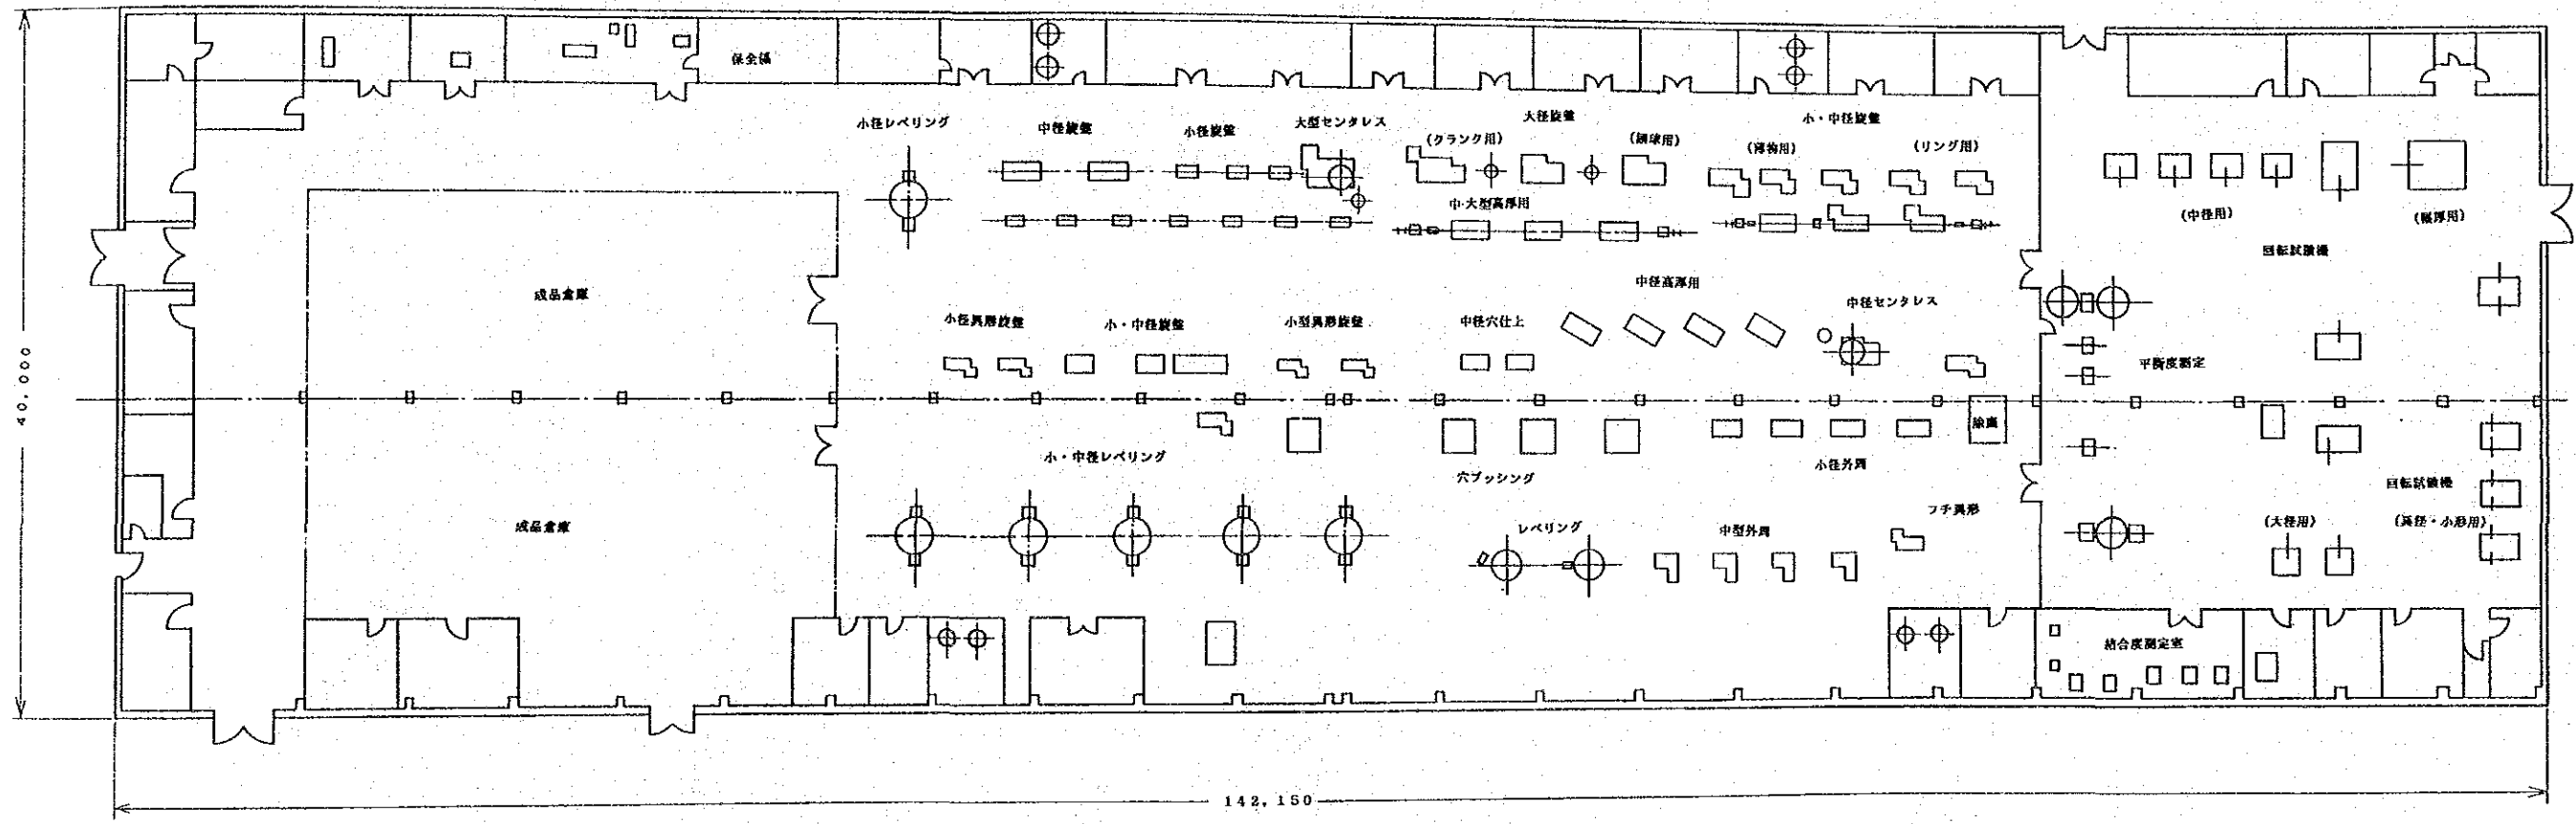 保全係
小径レベリング
中径旋盤
小径旋盤
大型センタレス
大径旋盤
小・中径旋盤
(クランク用)
(鋼球用)
(薄物用)
(リング用)
中・大型高厚用
(中径用)
(幅厚用)
回転試験機
成品倉庫
中径高厚用
小径異形旋盤
小・中径旋盤
小型異形旋盤
中径穴仕上
中径センタレス
平衡度測定
40,000
小・中径レベリング
穴ブッシング
小径外周
回転試験機
成品倉庫
レベリング
中型外周
フチ異形
(大径用)
(異径・小形用)
結合度測定室
142,150